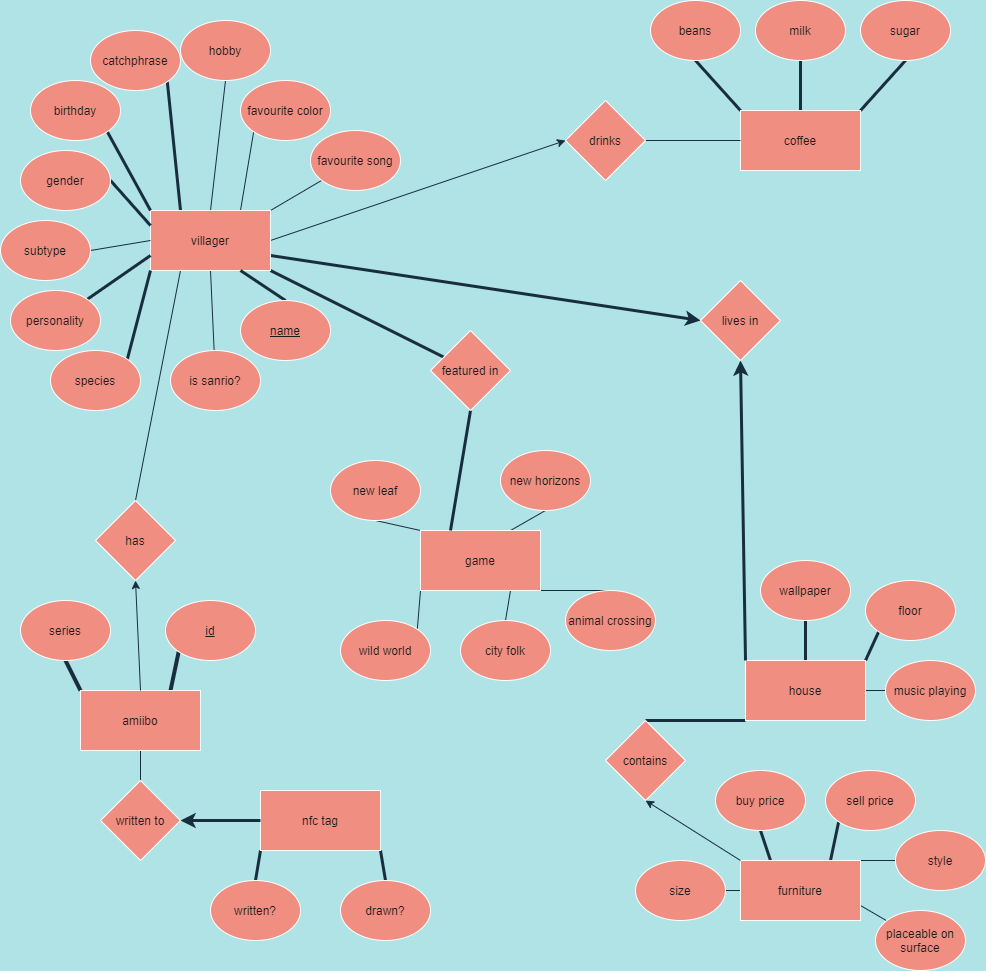 beans
milk
sugar
hobby
catchphrase
birthday
favourite color
favourite song
drinks
coffee
gender
villager
subtype
personality
name
lives in
species
is sanrio?
featured in
new leaf
new horizons
has
game
wallpaper
floor
series
id
wild world
city folk
animal crossing
house
music playing
amiibo
contains
written to
nfc tag
buy price
sell price
style
size
furniture
written?
drawn?
placeable on
surface